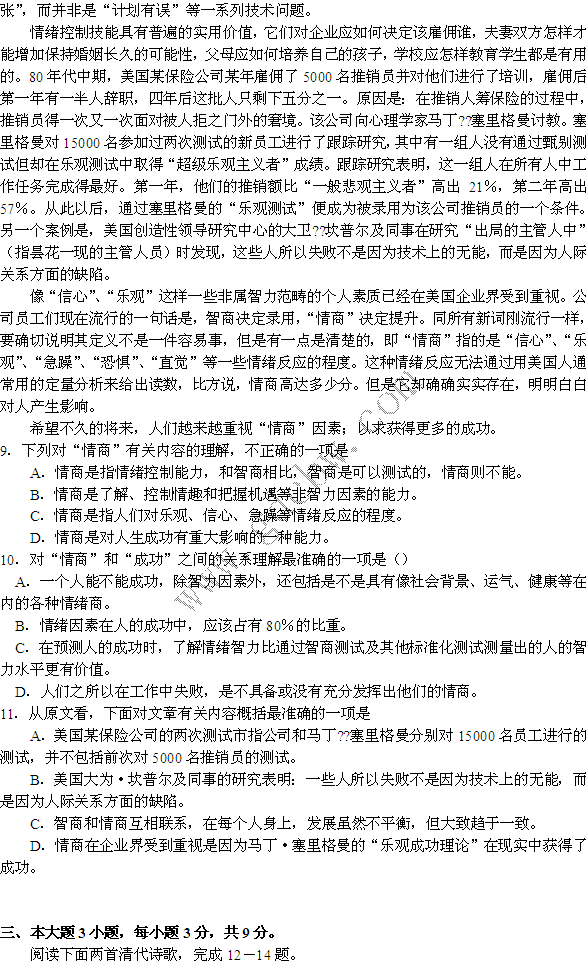 张”，而并非是“计划有误”等一系列技术问题。
情绪控制技能具有普遍的实用价值，它们对企业应如何决定该雇佣谁，夫妻双方怎样才
能增加保持婚姻长久的可能性，父母应如何培养自己的孩子，学校应怎样教育学生都是有用
的。80 年代中期，美国某保险公司某年雇佣了 5000 名推销员并对他们进行了培训，雇佣后
第一年有一半人辞职，四年后这批人只剩下五分之一。原因是：在推销人筹保险的过程中，
推销员得一次又一次面对被人拒之门外的窘境。该公司向心理学家马丁??塞里格曼讨教。塞
里格曼对 15000 名参加过两次测试的新员工进行了跟踪研究，其中有一组人没有通过甄别测
试但却在乐观测试中取得“超级乐观主义者”成绩。跟踪研究表明，这一组人在所有人中工
作任务完成得最好。第一年，他们的推销额比“一般悲观主义者”高出 21%，第二年高出
57%。从此以后，通过塞里格曼的“乐观测试”便成为被录用为该公司推销员的一个条件。
另一个案例是，美国创造性领导研究中心的大卫??坎普尔及同事在研究“出局的主管人中”
（指昙花一现的主管人员）时发现，这些人所以失败不是因为技术上的无能，而是因为人际
关系方面的缺陷。
像“信心”、“乐观”这样一些非属智力范畴的个人素质已经在美国企业界受到重视。公
司员工们现在流行的一句话是，智商决定录用，“情商”决定提升。同所有新词刚流行一样，
要确切说明其定义不是一件容易事，但是有一点是清楚的，即“情商”指的是“信心”、“乐
观”、“急躁”、“恐惧”、“直觉”等一些情绪反应的程度。这种情绪反应无法通过用美国人通
常用的定量分析来给出读数，比方说，情商高达多少分。但是它却确确实实存在，明明白白
对人产生影响。
希望不久的将来，人们越来越重视“情商”因素；以求获得更多的成功。
9．下列对“情商”有关内容的理解，不正确的一项是
A．情商是指情绪控制能力，和智商相比，智商是可以测试的，情商则不能。
B．情商是了解、控制情趣和把握机遇等非智力因素的能力。
C．情商是指人们对乐观、信心、急躁等情绪反应的程度。
D．情商是对人生成功有重大影响的一种能力。
10．对“情商”和“成功”之间的关系理解最准确的一项是()
A．一个人能不能成功，除智力因素外，还包括是不是具有像社会背景、运气、健康等在
内的各种情绪商。
B．情绪因素在人的成功中，应该占有 80%的比重。
C．在预测人的成功时，了解情绪智力比通过智商测试及其他标准化测试测量出的人的智
力水平更有价值。
D．人们之所以在工作中失败，是不具备或没有充分发挥出他们的情商。
11．从原文看，下面对文章有关内容概括最准确的一项是
A．美国某保险公司的两次测试市指公司和马丁??塞里格曼分别对 15000 名员工进行的
测试，并不包括前次对 5000 名推销员的测试。
B．美国大为·坎普尔及同事的研究表明：一些人所以失败不是因为技术上的无能，而
是因为人际关系方面的缺陷。
C．智商和情商互相联系，在每个人身上，发展虽然不平衡，但大致趋于一致。
D．情商在企业界受到重视是因为马丁·塞里格曼的“乐观成功理论”在现实中获得了
成功。
三、本大题 3 小题，每小题 3 分，共 9 分。
阅读下面两首清代诗歌，完成 12－14 题。